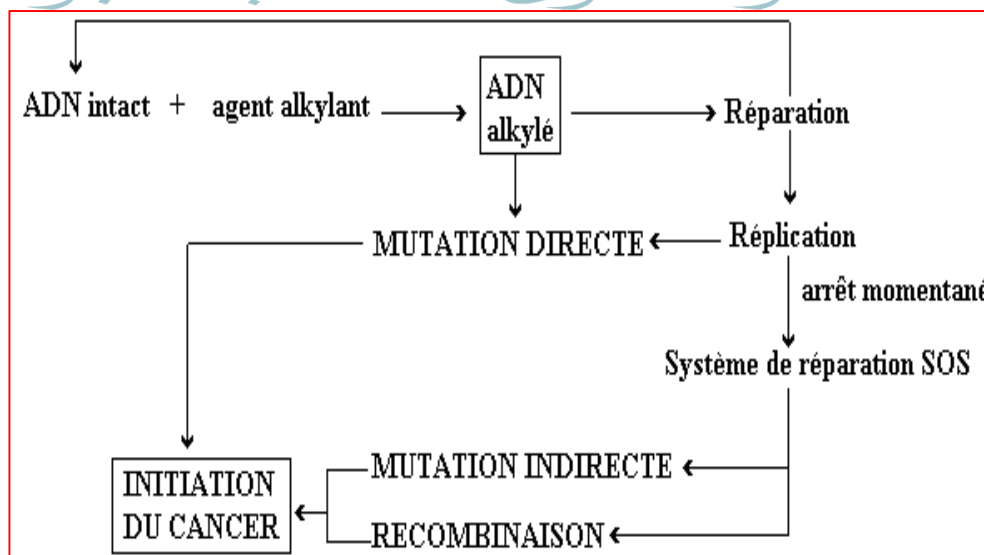 ADN intact + agent alkylant
ADN
alkylé
Réparation
MUTATION DIRECTE
Réplication
arrêt momentané
Système de réparation SOS
MUTATION INDIRECTE
INITIATION
DU CANCER
RECOMBINAISON